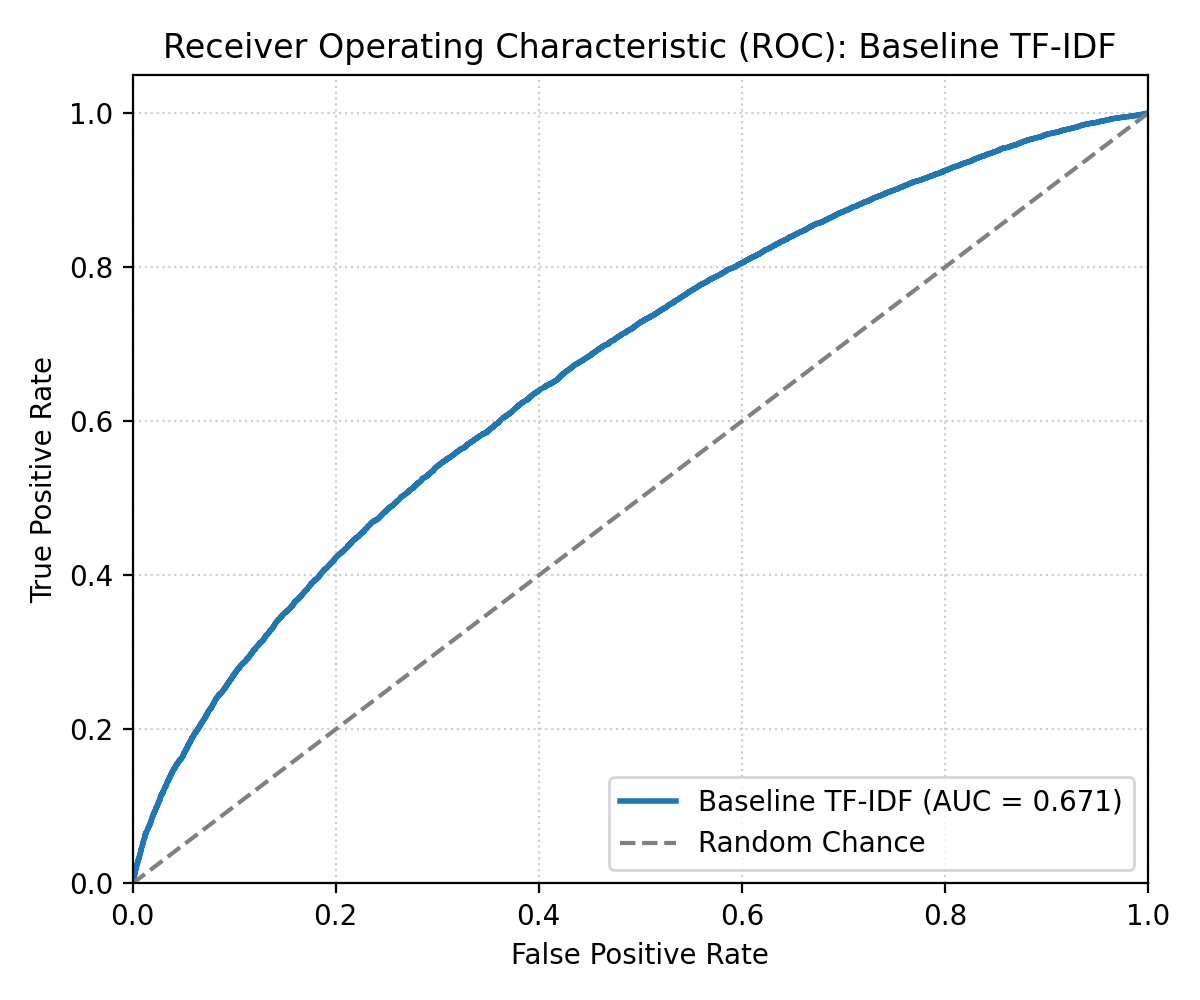 Receiver Operating Characteristic (ROC): Baseline TF-IDF
True Positive Rate
1.0
0.8
0.6
0.4
0.2
0.0
0.0 0.2 0.4 0.6 0.8 1.0
False Positive Rate
Baseline TF-IDF (AUC = 0.671)
Random Chance